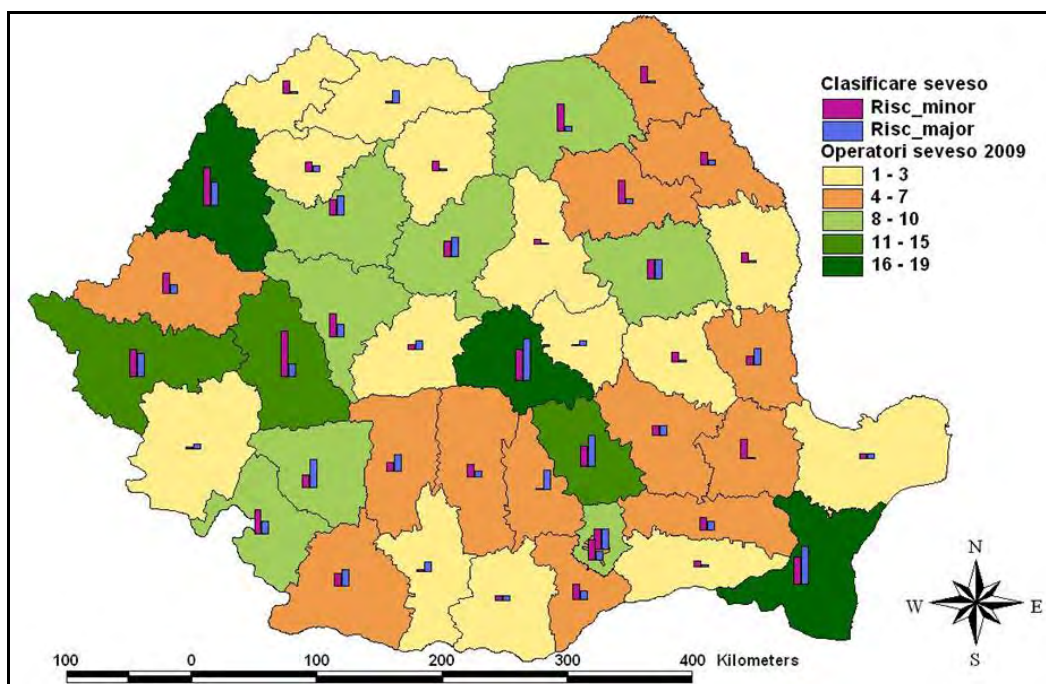 Clasificare seveso
Risc_minor
Risc_major
Operatori seveso 2009
1 - 3
4 - 7
8 - 10
11 - 15
16 - 19
N
W E
S
100 0 100 200 300 400 Kilometers